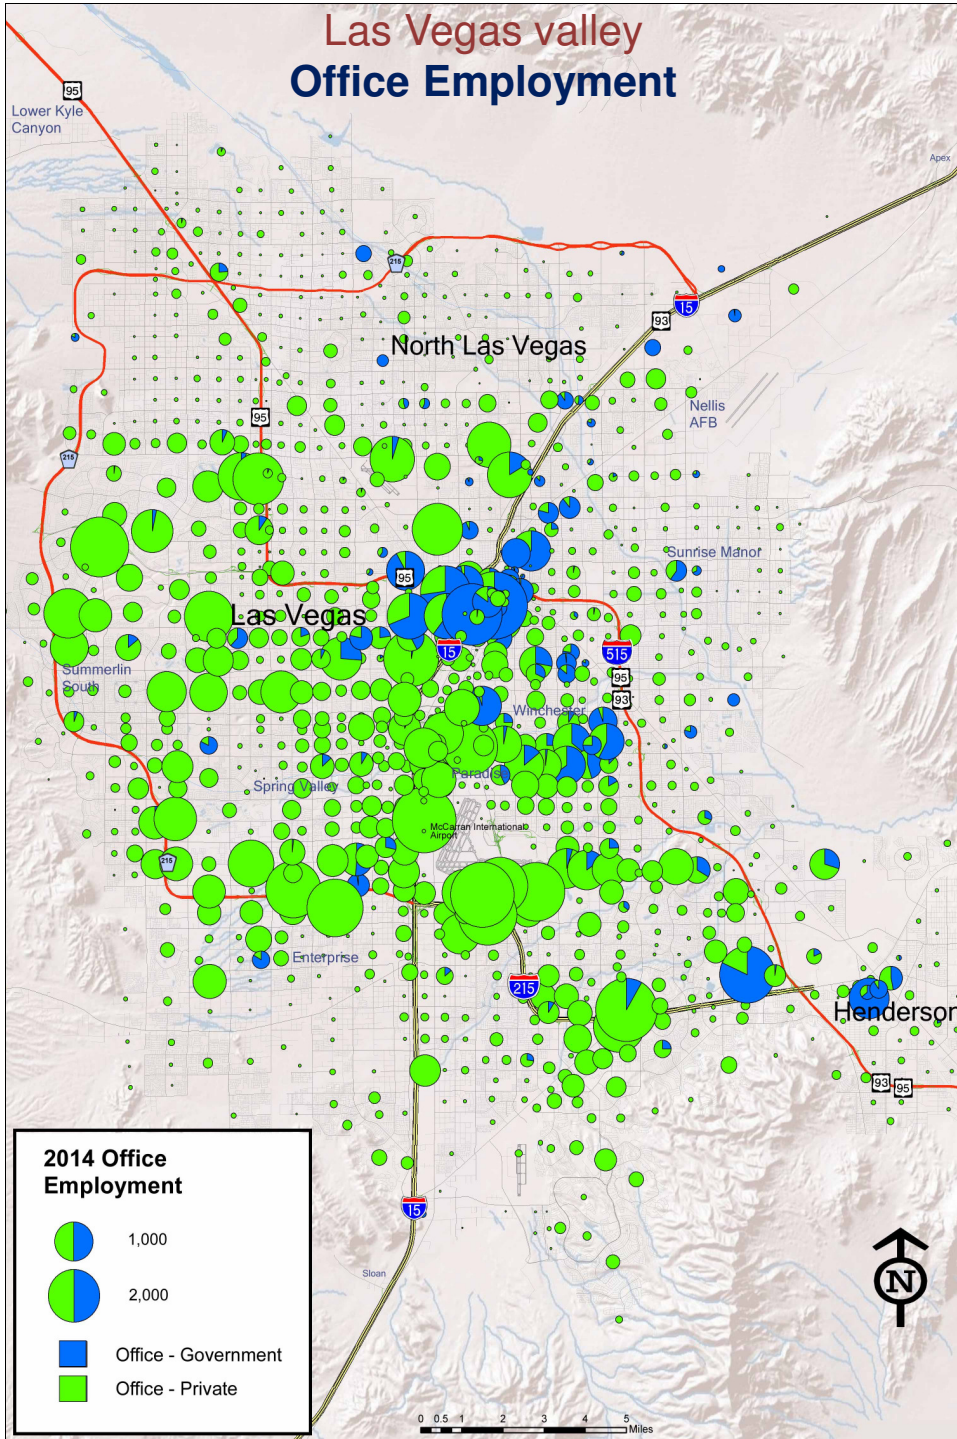 Las Vegas valley
Office Employment
95
Lower Kyle
Canyon
Apex
215
15
93
North Las Vegas
95
Nellis
AFB
215
Sunrise Manor
95
Las Vegas
15
515
95
93
Summerlin
South
Winchester
Paradis
Spring Valley
McCarran International
Airport
215
Enterprise
215
Henderson
93
95
2014 Office
Employment
1,000
2,000
Office - Government
Office - Private
15
Sloan
N
0 0.5 1 2 3 4 5
Miles